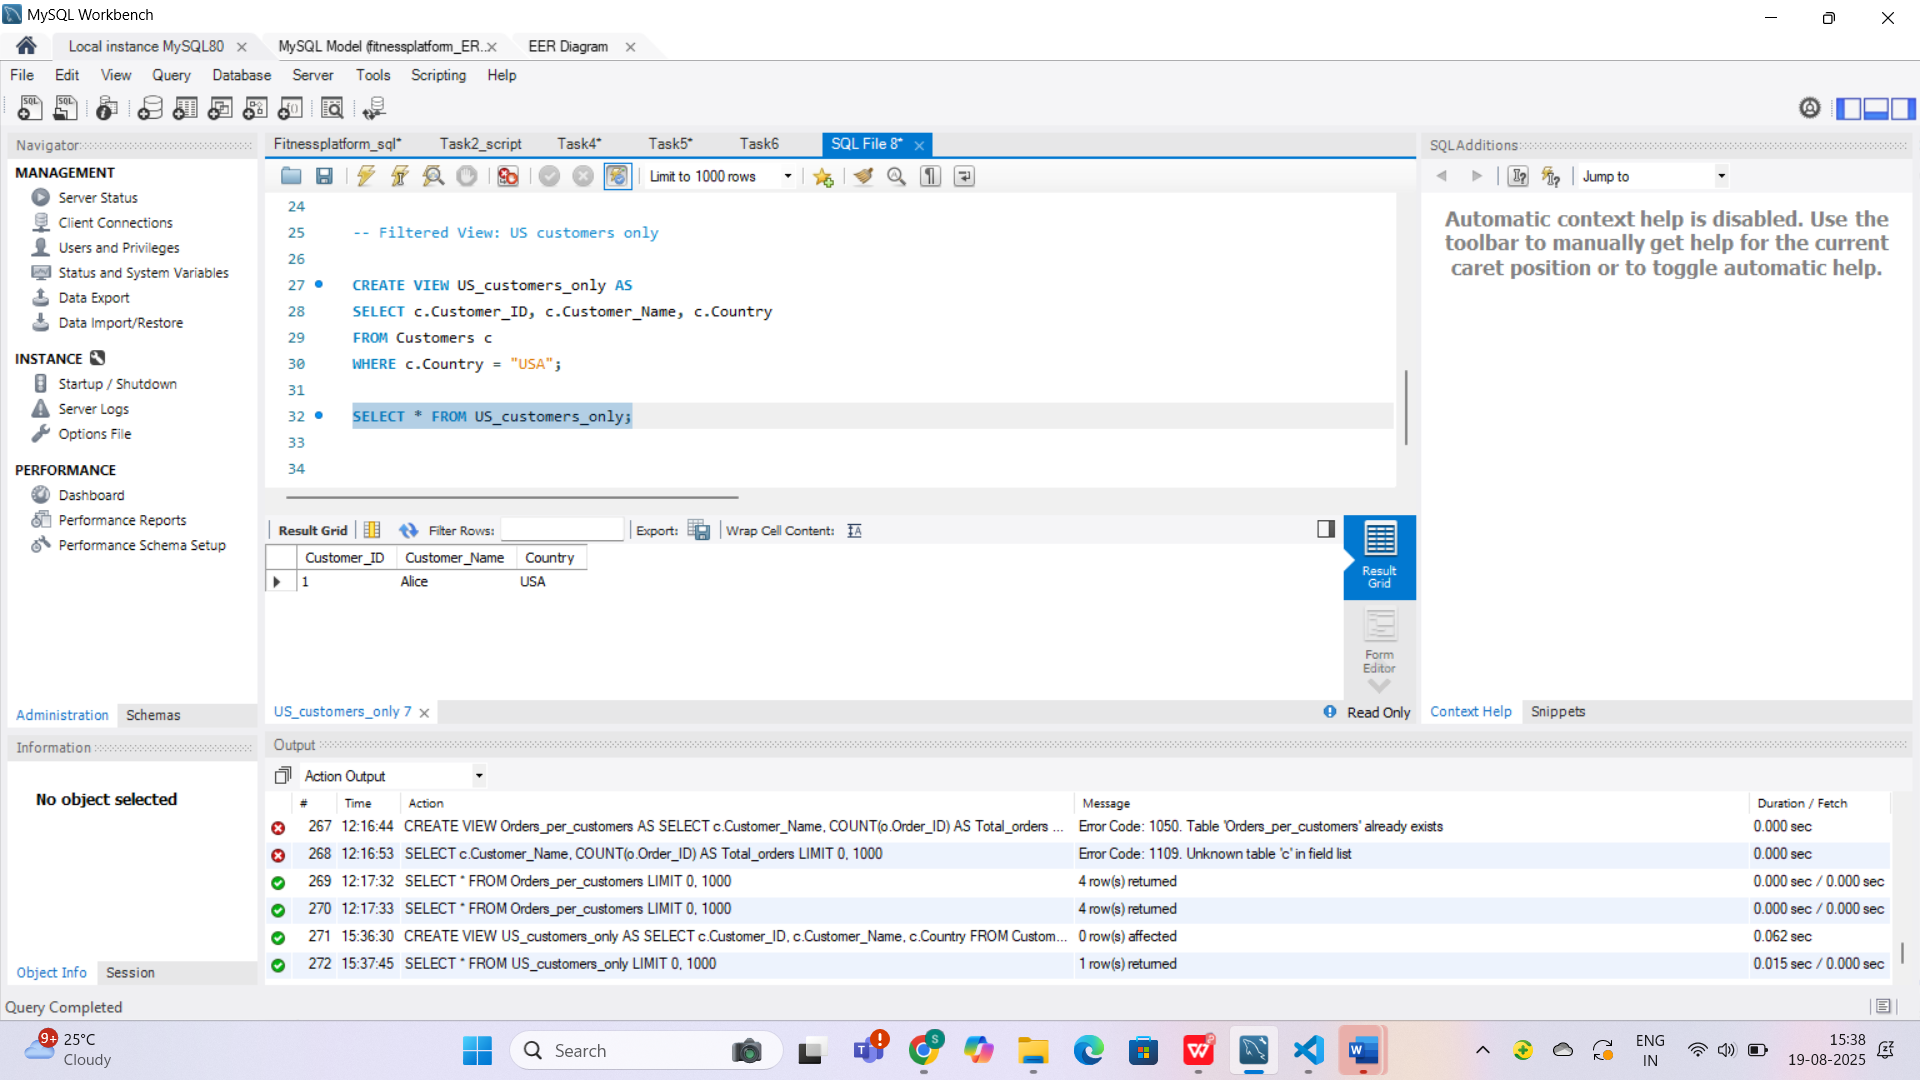 MySQL Workbench
Local instance MySQL80
MySQL Model (fitnessplatform_ER..
EER Diagram
File Edit View Query Database Server Tools Scripting Help
Navigator
MANAGEMENT
Server Status
Client Connections
Users and Privileges
Status and System Variables
Data Export
Data Import/Restore
INSTANCE
Startup / Shutdown
Server Logs
Options File
PERFORMANCE
Dashboard
Performance Reports
Performance Schema Setup
Administration Schemas
Information
No object selected
Object Info Session
Query Completed
Fitnessplatform_sql* Task2_script Task4* Task5* Task6 SQL File 8*
Limit to 1000 rows
24
25 -- Filtered View: US customers only
26
27 CREATE VIEW US_customers_only AS
28 SELECT c.Customer_ID, c.Customer_Name, c.Country
29 FROM Customers c
30 WHERE c.Country = "USA";
31
32 SELECT * FROM US_customers_only;
33
34
Result Grid Filter Rows: Export: Wrap Cell Content:
Customer_ID Customer_Name Country
1 Alice USA
Result
Grid
Form
Editor
US_customers_only 7
Read Only
SQLAdditions
Jump to
Automatic context help is disabled. Use the
toolbar to manually get help for the current
caret position or to toggle automatic help.
Context Help Snippets
Output
Action Output
# Time Action Message Duration / Fetch
267 12:16:44 CREATE VIEW Orders_per_customers AS SELECT c.Customer_Name, COUNT(o.Order_ID) AS Total_orders ... Error Code: 1050. Table 'Orders_per_customers' already exists 0.000 sec
268 12:16:53 SELECT c.Customer_Name, COUNT(o.Order_ID) AS Total_orders LIMIT 0, 1000 Error Code: 1109. Unknown table 'c' in field list 0.000 sec
269 12:17:32 SELECT * FROM Orders_per_customers LIMIT 0, 1000 4 row(s) returned 0.000 sec / 0.000 sec
270 12:17:33 SELECT * FROM Orders_per_customers LIMIT 0, 1000 4 row(s) returned 0.000 sec / 0.000 sec
271 15:36:30 CREATE VIEW US_customers_only AS SELECT c.Customer_ID, c.Customer_Name, c.Country FROM Custom... 0 row(s) affected 0.062 sec
272 15:37:45 SELECT * FROM US_customers_only LIMIT 0, 1000 1 row(s) returned 0.015 sec / 0.000 sec
9+
25°C
Cloudy
Search
ENG
IN
15:38
19-08-2025